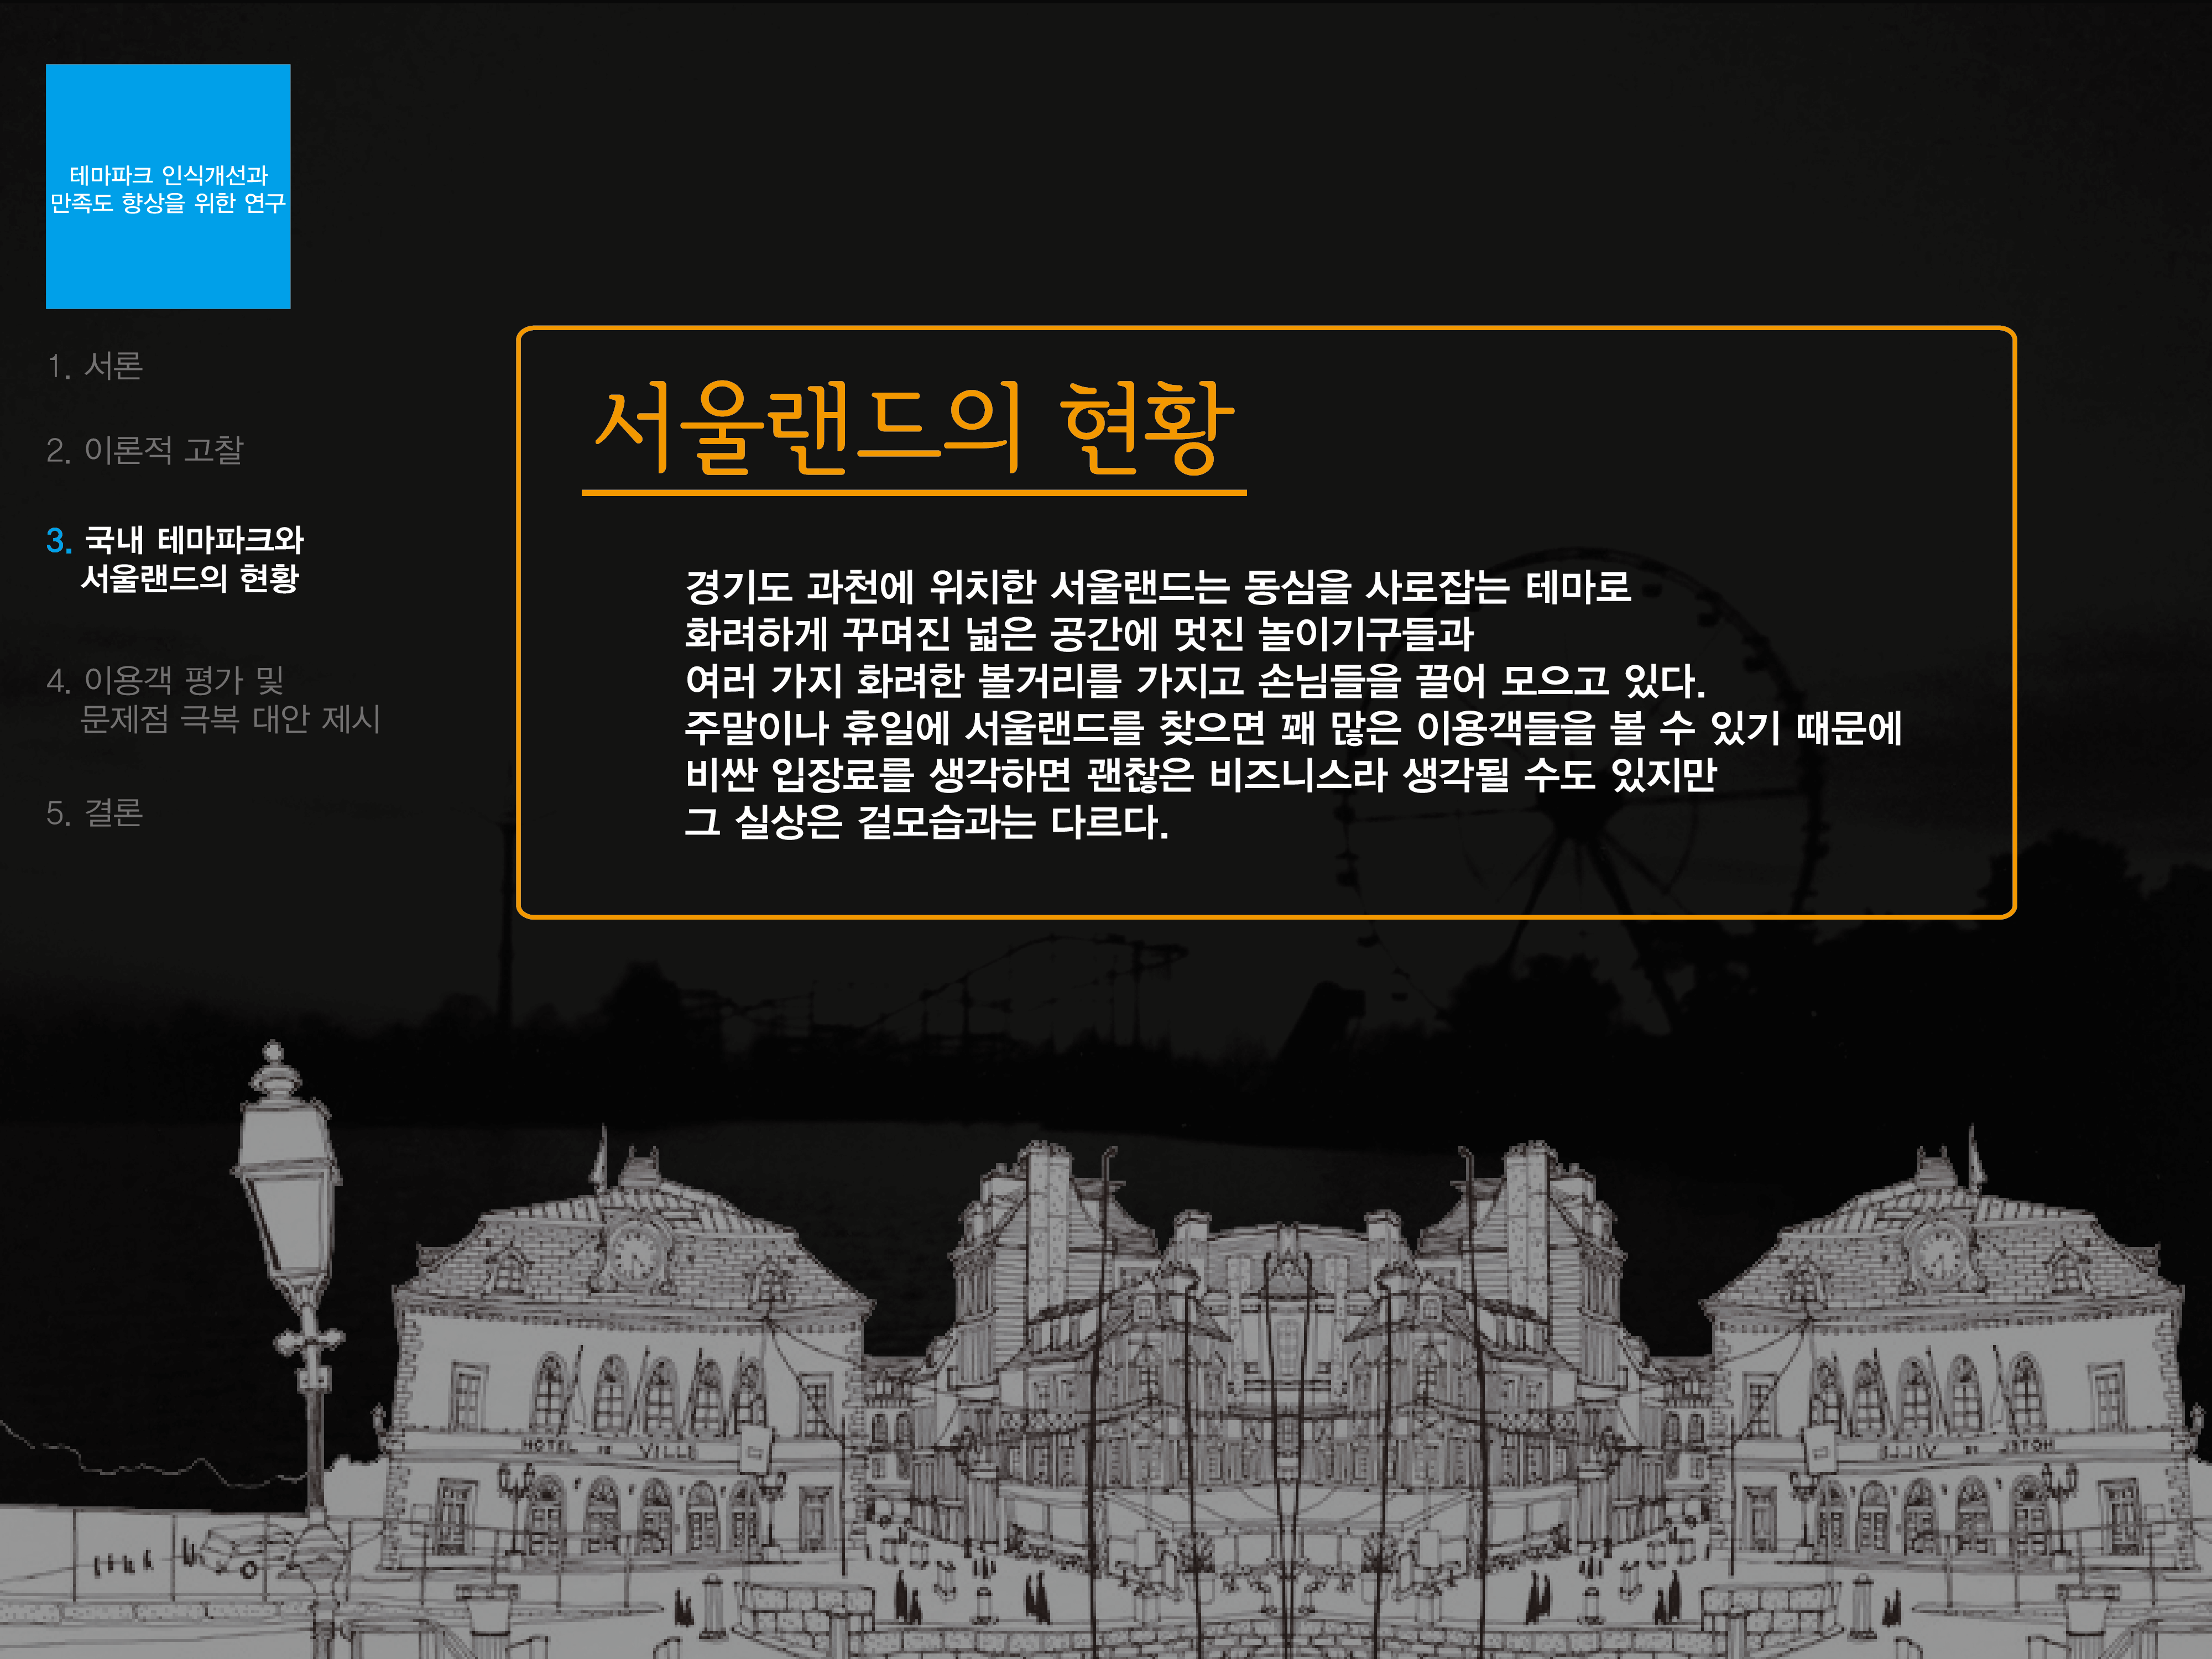 테마파크 인식개선과
만족도 향상을 위한 연구
1. 서론
2. 이론적 고찰
3. 국내 테마파크와
서울랜드의 현황
4. 이용객 평가 및
문제점 극복 대안 제시
5. 결론
서울랜드의 현황
경기도 과천에 위치한 서울랜드는 동심을 사로잡는 테마로
화려하게 꾸며진 넓은 공간에 멋진 놀이기구들과
여러 가지 화려한 볼거리를 가지고 손님들을 끌어 모으고 있다.
주말이나 휴일에 서울랜드를 찾으면 꽤 많은 이용객들을 볼 수 있기 때문에
비싼 입장료를 생각하면 괜찮은 비즈니스라 생각될 수도 있지만
그 실상은 겉모습과는 다르다.
HOTEL DE VILLE